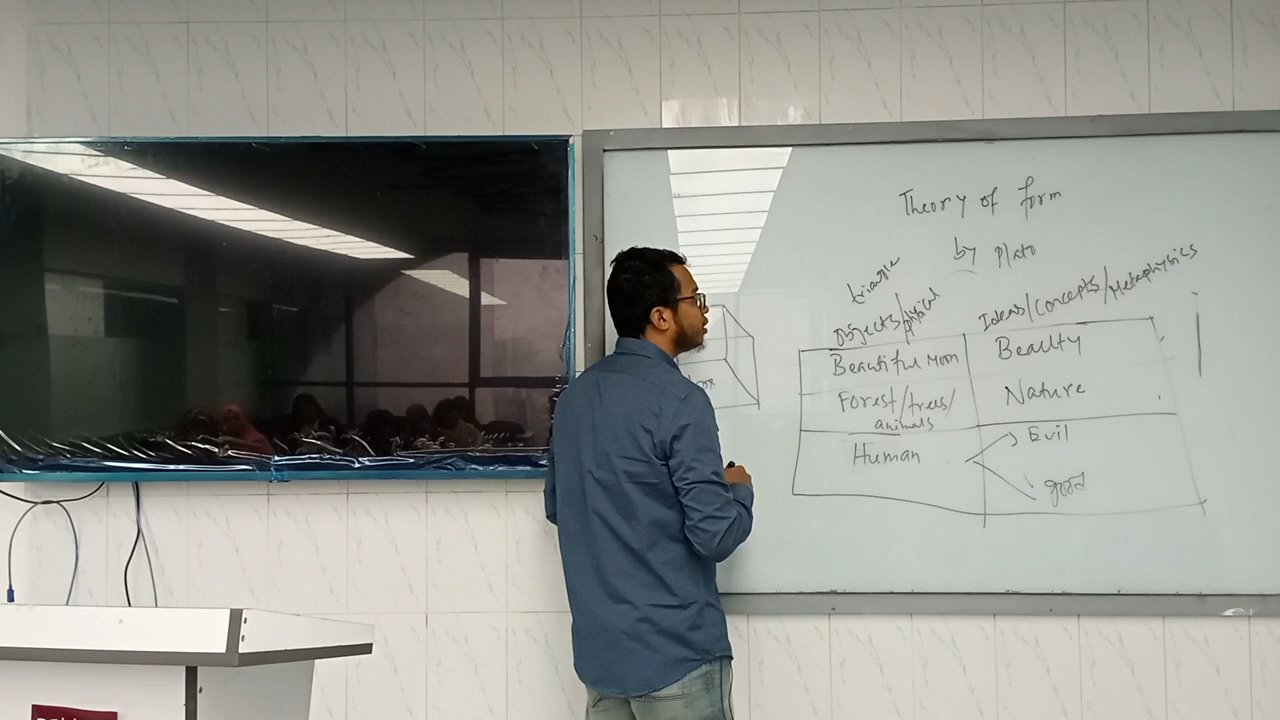 Theory of form
by Plato
triangle
Objects/physical
Ideas/Concepts/Metaphysics
Beautiful Moon
Beauty
Forest/trees/
animals
Nature
Human
Evil
good